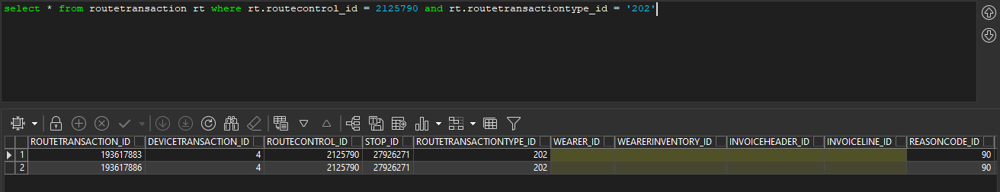 select * from routetransaction rt where rt.routecontrol_id = 2125790 and rt.routetransactiontype_id = '202'
ROUTETRANSACTION_ID DEVICETRANSACTION_ID ROUTECONTROL_ID STOP_ID ROUTETRANSACTIONTYPE_ID WEARER_ID WEARERINVENTORY_ID INVOICEHEADER_ID INVOICELINE_ID REASONCODE_ID
1 193617883 4 2125790 27926271 202 90
2 193617886 4 2125790 27926271 202 90